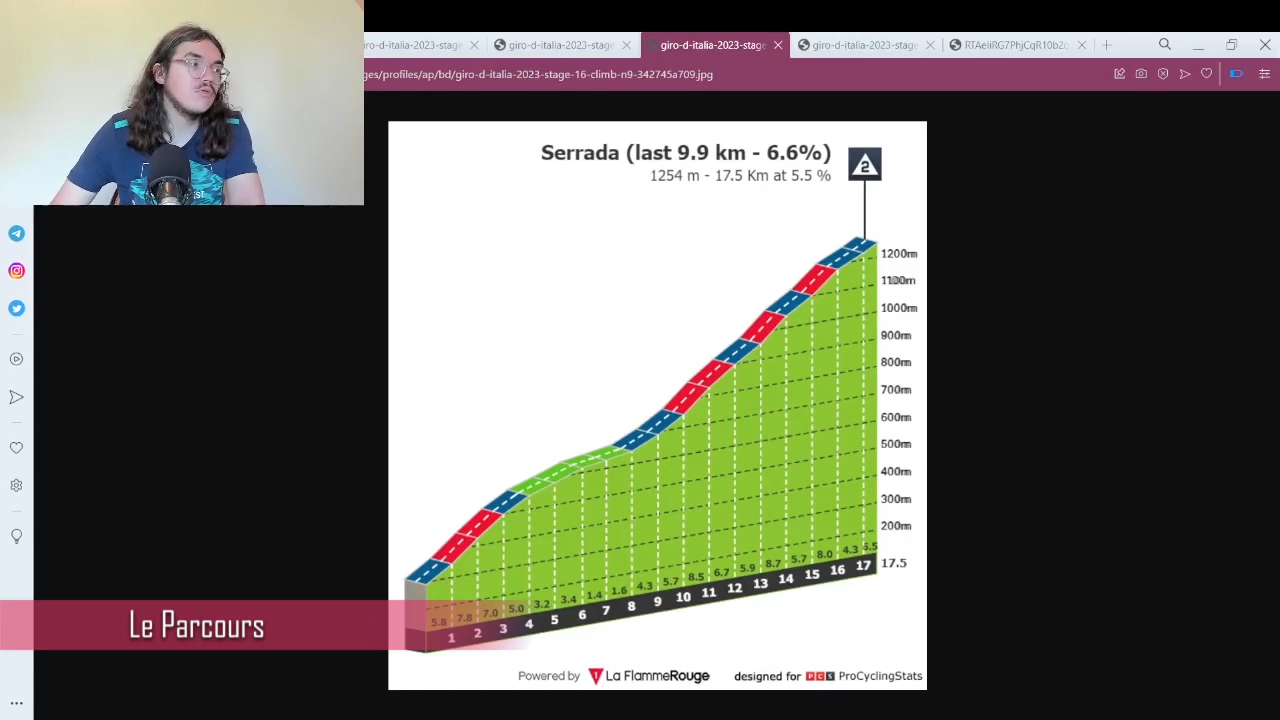 iro-d-italia-2023-stage
giro-d-italia-2023-stage
giro-d-italia-2023-stage
giro-d-italia-2023-stage
RTAeliRG7PhjCqR10b2c
ges/profiles/ap/bd/giro-d-italia-2023-stage-16-climb-n9-342745a709.jpg
Serrada (last 9.9 km - 6.6%)
1254 m - 17.5 Km at 5.5 %
2
1200m
1100m
1000m
900m
800m
700m
600m
500m
400m
300m
200m
17.5
5.8 7.8 7.0 5.0 3.2 3.4 1.4 1.6 4.3 5.7 8.5 6.7 5.9 8.7 5.7 8.0 4.3 5.5
1 2 3 4 5 6 7 8 9 10 11 12 13 14 15 16 17
Le Parcours
Powered by La FlammeRouge designed for PCS ProCyclingStats